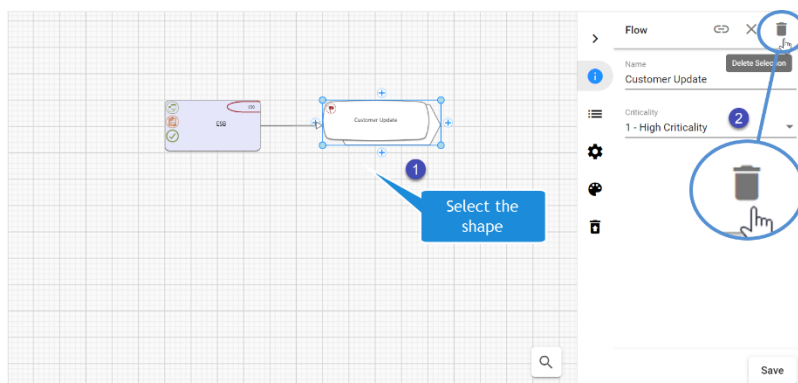 Flow
Delete Selection
Name
Customer Update
Criticality
1 - High Criticality
2
ESB
ESB
Customer Update
1
Select the
shape
Save